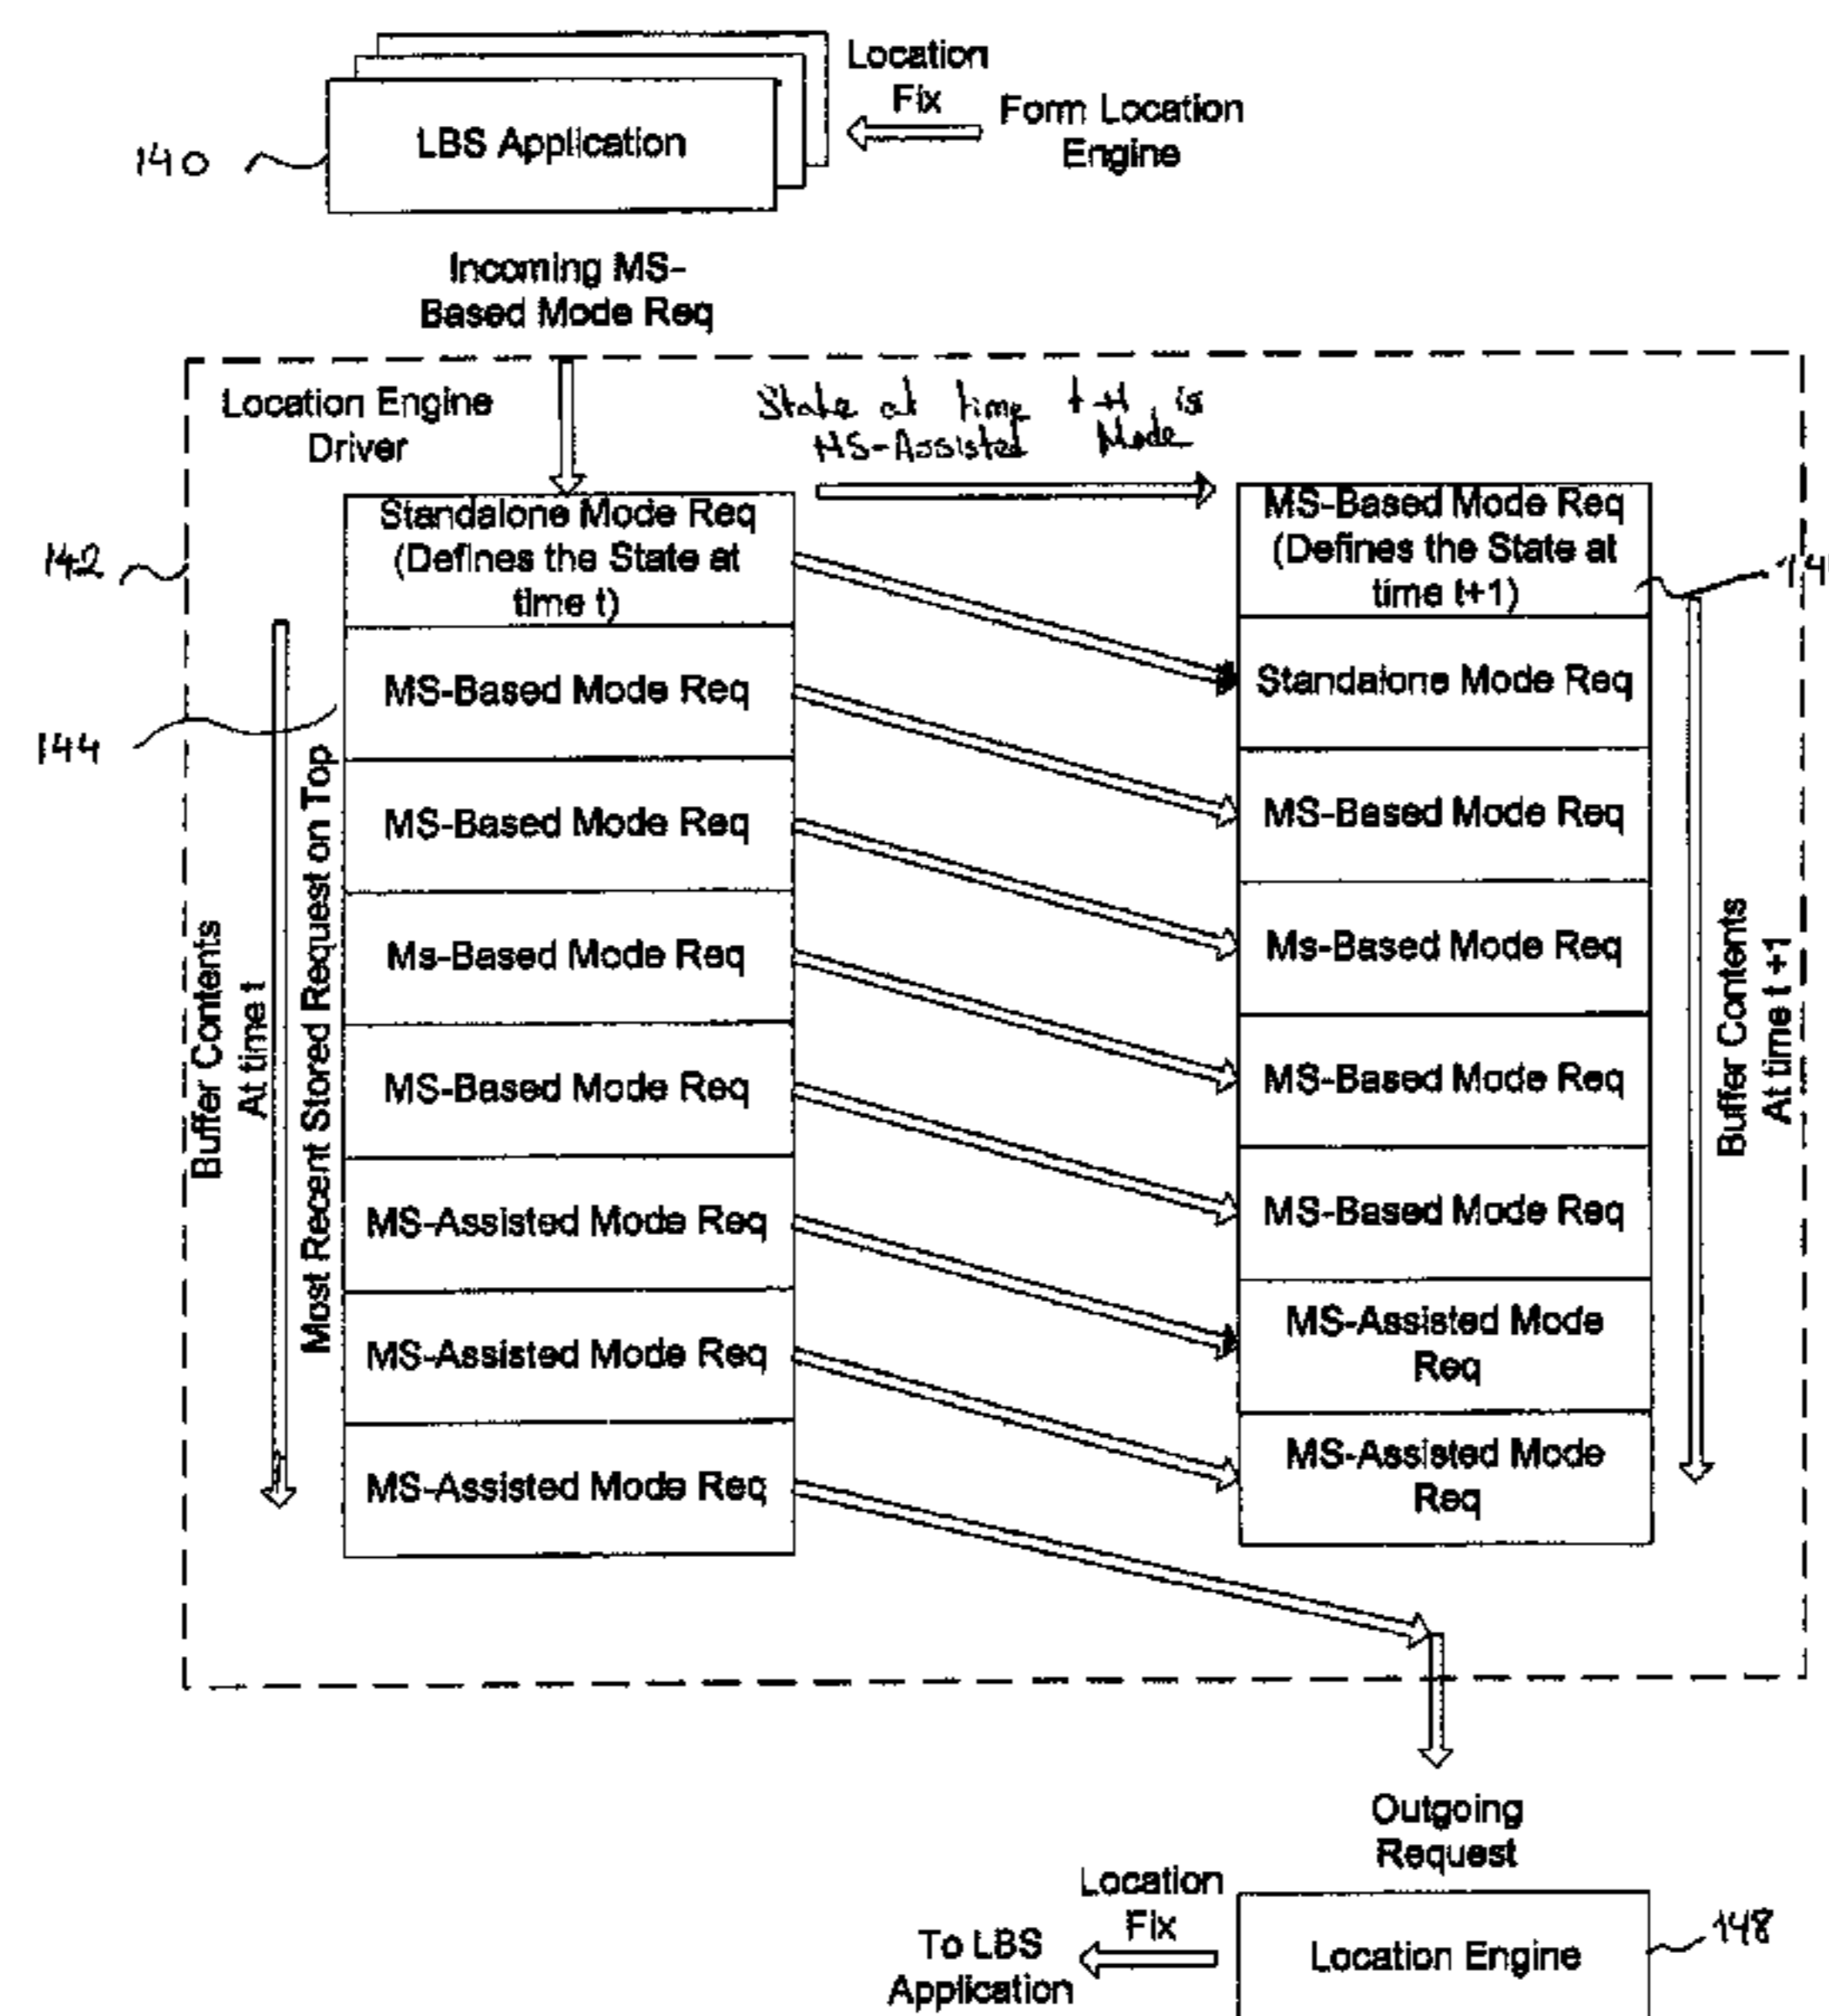 Location
Fix
Form Location
Engine
LBS Application
140
Incoming MS-
Based Mode Req
Location Engine
Driver
State at time t+1 is
MS-Assisted Mode
142
Standalone Mode Req
(Defines the State at
time t)
MS-Based Mode Req
MS-Based Mode Req
Ms-Based Mode Req
MS-Based Mode Req
MS-Assisted Mode Req
MS-Assisted Mode Req
MS-Assisted Mode Req
144
Buffer Contents
At time t
Most Recent Stored Request on Top
MS-Based Mode Req
(Defines the State at
time t+1)
Standalone Mode Req
MS-Based Mode Req
Ms-Based Mode Req
MS-Based Mode Req
MS-Based Mode Req
MS-Assisted Mode
Req
MS-Assisted Mode
Req
Buffer Contents
At time t +1
Outgoing
Request
Location
Fix
To LBS
Application
Location Engine
148